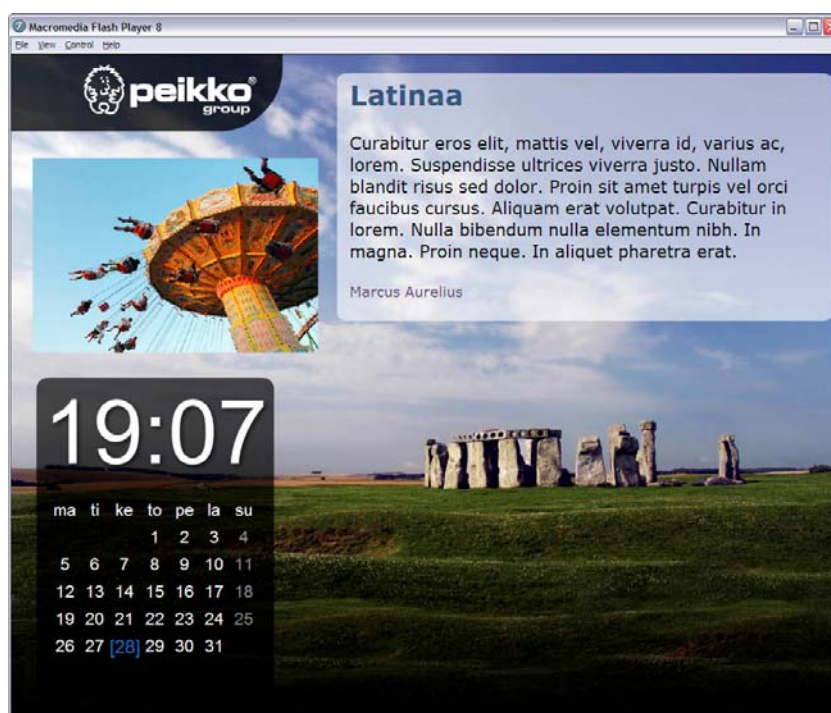 Macromedia Flash Player 8
File View Control Help
peikko®
group
Latinaa
Curabitur eros elit, mattis vel, viverra id, varius ac,
lorem. Suspendisse ultrices viverra justo. Nullam
blandit risus sed dolor. Proin sit amet turpis vel orci
faucibus cursus. Aliquam erat volutpat. Curabitur in
lorem. Nulla bibendum nulla elementum nibh. In
magna. Proin neque. In aliquet pharetra erat.
Marcus Aurelius
19:07
ma ti ke to pe la su
1 2 3 4
5 6 7 8 9 10 11
12 13 14 15 16 17 18
19 20 21 22 23 24 25
26 27 [28] 29 30 31